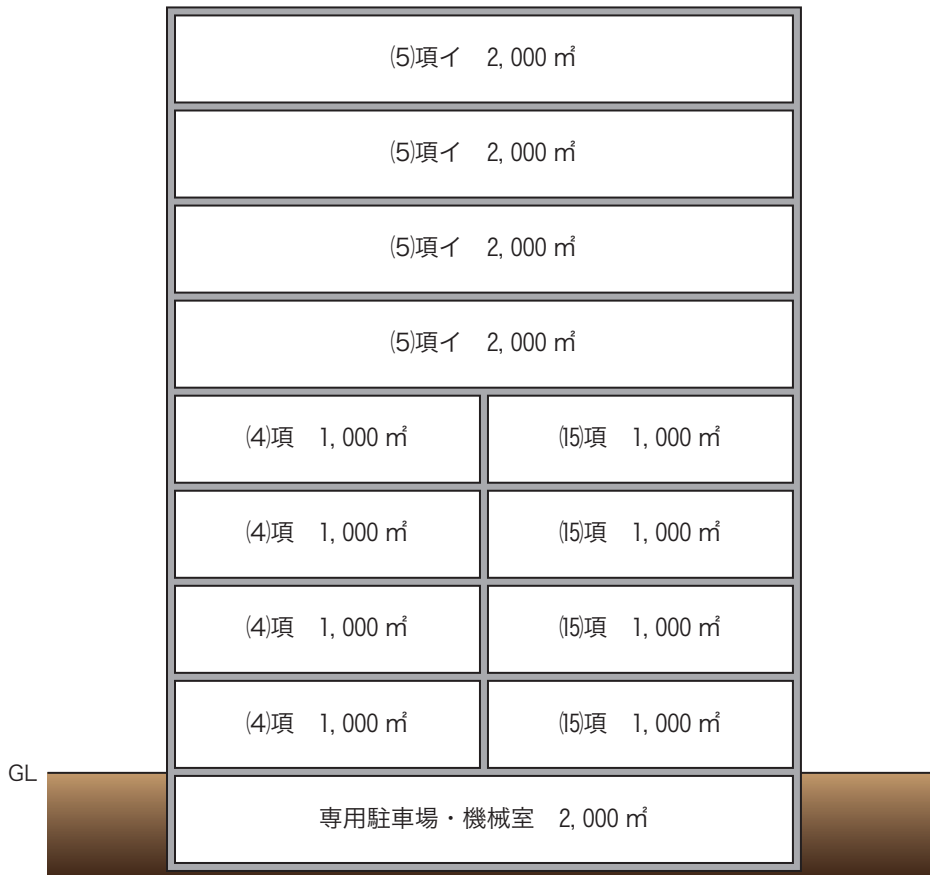 ⑸項イ　2,000 ㎡
⑸項イ　2,000 ㎡
⑸項イ　2,000 ㎡
⑸項イ　2,000 ㎡
⑷項　1,000 ㎡　⒂項　1,000 ㎡
⑷項　1,000 ㎡　⒂項　1,000 ㎡
⑷項　1,000 ㎡　⒂項　1,000 ㎡
⑷項　1,000 ㎡　⒂項　1,000 ㎡
GL
専用駐車場・機械室　2,000 ㎡